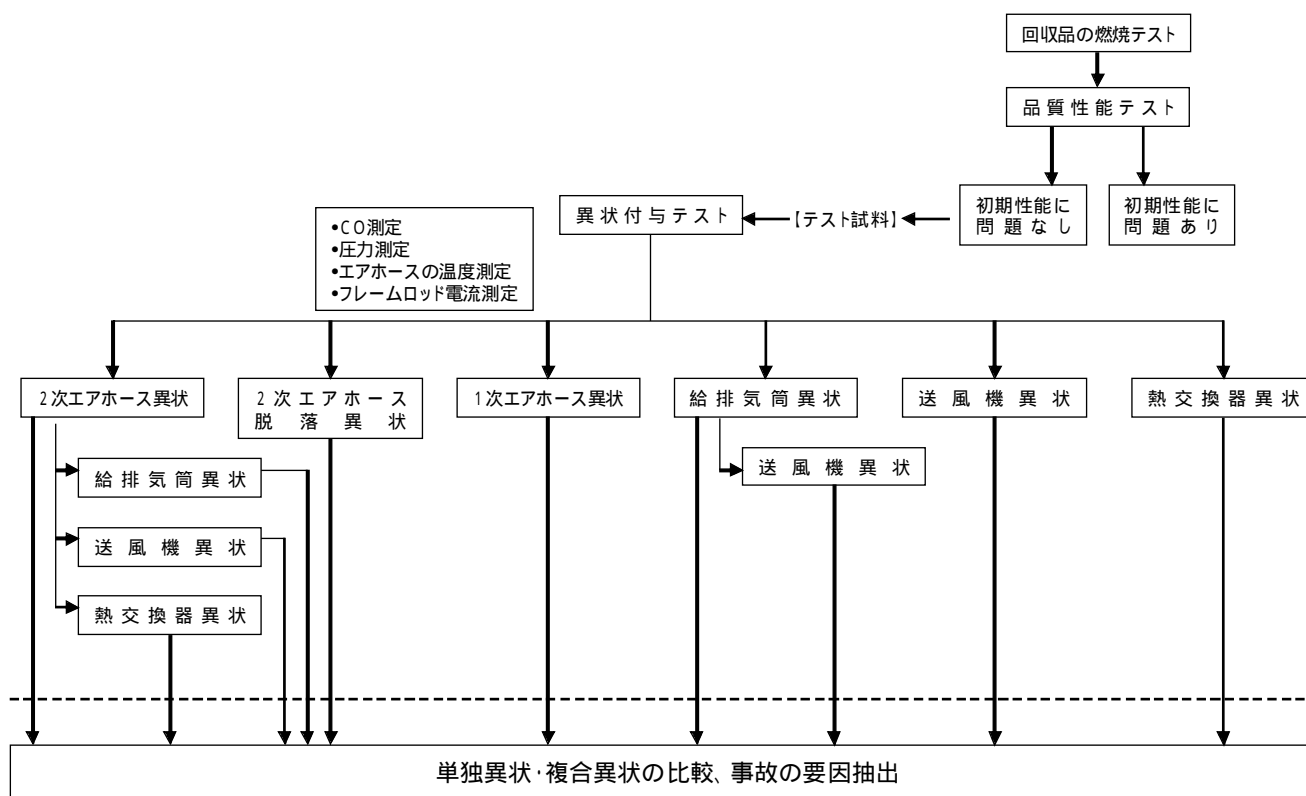 回収品の燃焼テスト
品質性能テスト
初期性能に
問題なし
初期性能に
問題あり
【テスト試料】
異状付与テスト
•CO測定
•圧力測定
•エアホースの温度測定
•フレームロッド電流測定
2次エアホース異状
2次エアホース
脱落異状
1次エアホース異状
給排気筒異状
送風機異状
熱交換器異状
給排気筒異状
送風機異状
熱交換器異状
送風機異状
単独異状・複合異状の比較、事故の要因抽出